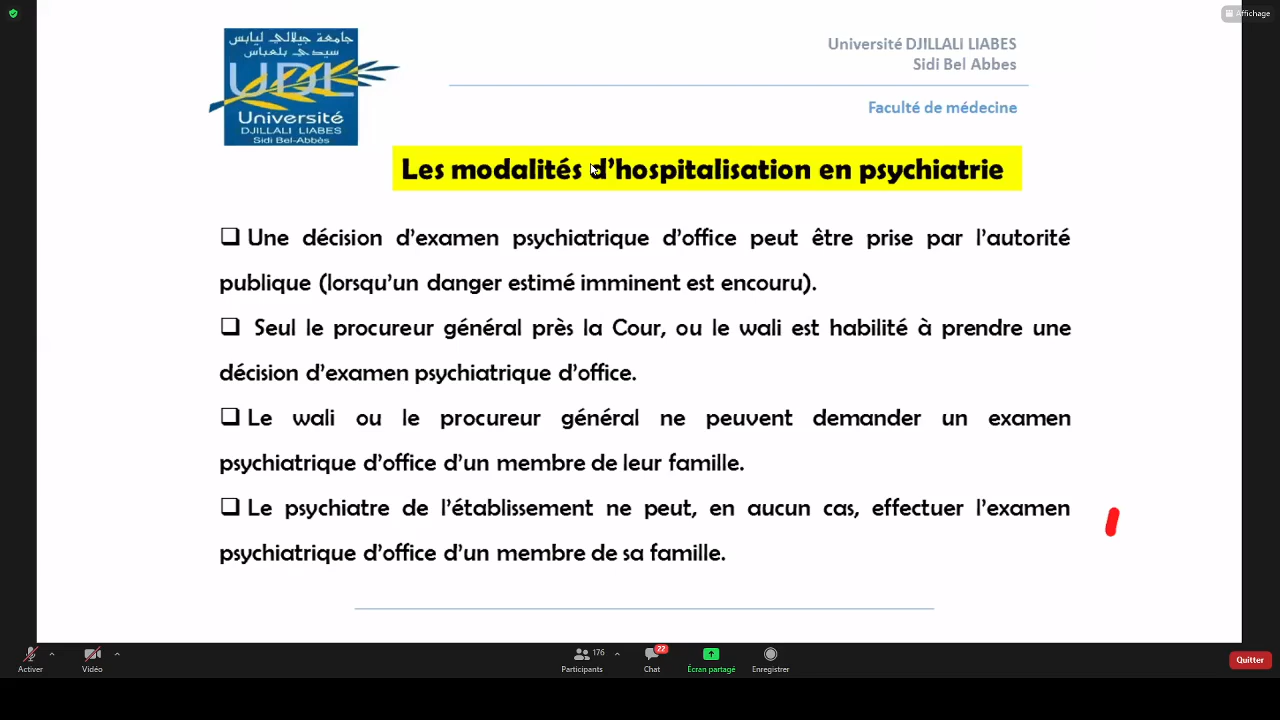 Affichage
جامعة جيلالي ليابس
سيدي بلعباس
UDL
Université
DJILLALI LIABES
Sidi Bel-Abbès
Université DJILLALI LIABES
Sidi Bel Abbes
Faculté de médecine
Les modalités d’hospitalisation en psychiatrie
❑ Une décision d’examen psychiatrique d’office peut être prise par l’autorité
publique (lorsqu’un danger estimé imminent est encouru).
❑ Seul le procureur général près la Cour, ou le wali est habilité à prendre une
décision d’examen psychiatrique d’office.
❑ Le wali ou le procureur général ne peuvent demander un examen
psychiatrique d’office d’un membre de leur famille.
❑ Le psychiatre de l’établissement ne peut, en aucun cas, effectuer l’examen
psychiatrique d’office d’un membre de sa famille.
Activer
Vidéo
176
Participants
22
Chat
Écran partagé
Enregistrer
Quitter